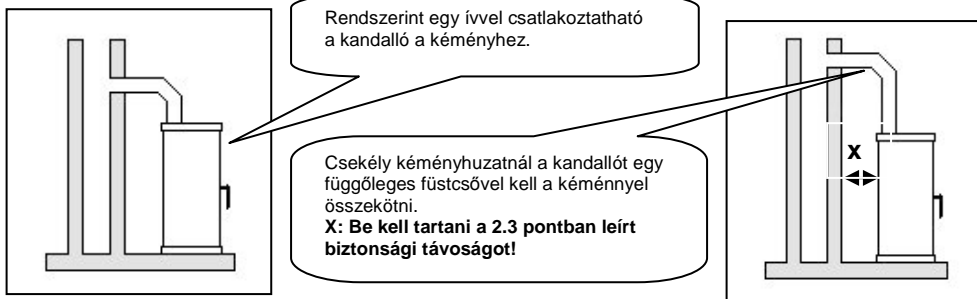 Rendszerint egy ívvel csatlakoztatható
a kandalló a kéményhez.
Csekély kéményhuzatnál a kandallót egy
függőleges füstcsővel kell a kéménnyel
összekötni.
X: Be kell tartani a 2.3 pontban leírt
biztonsági távoságot!
X